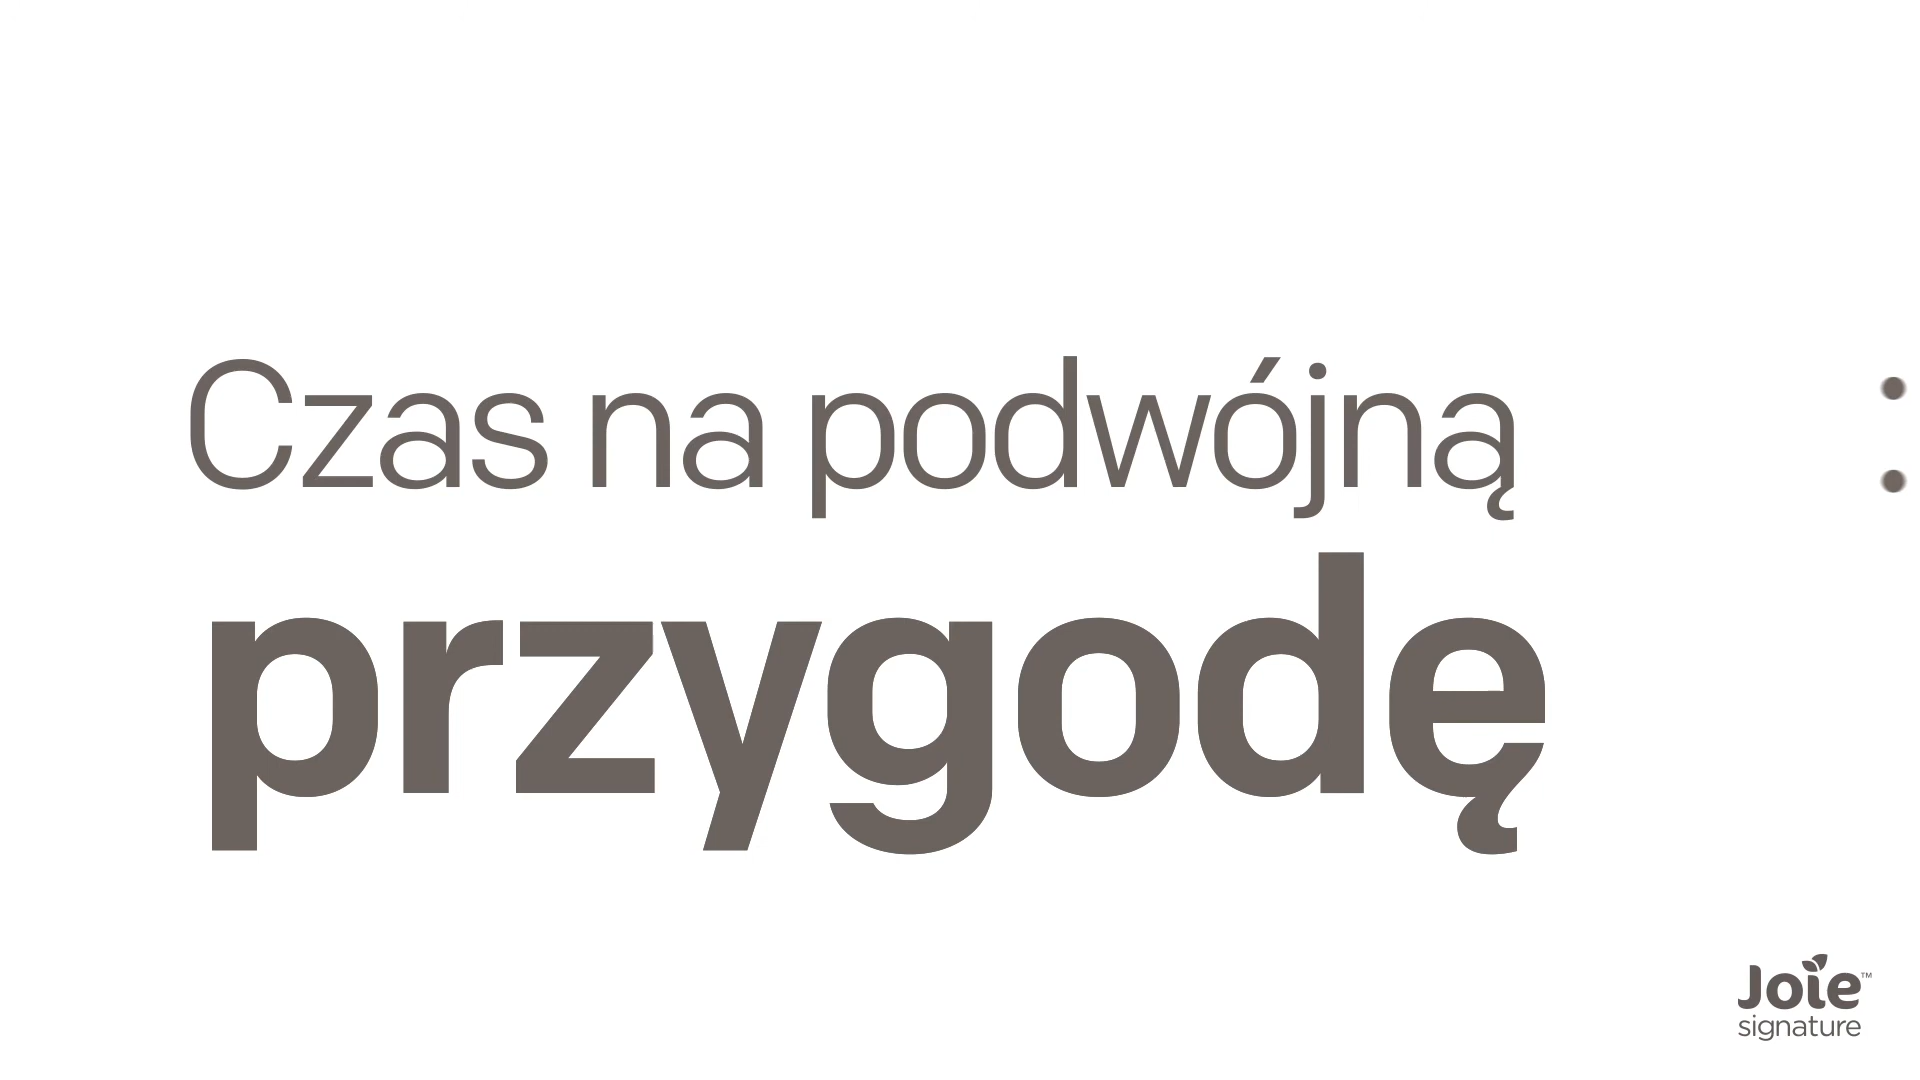 Czas na podwójną
przygodę
:
Joie™
signature